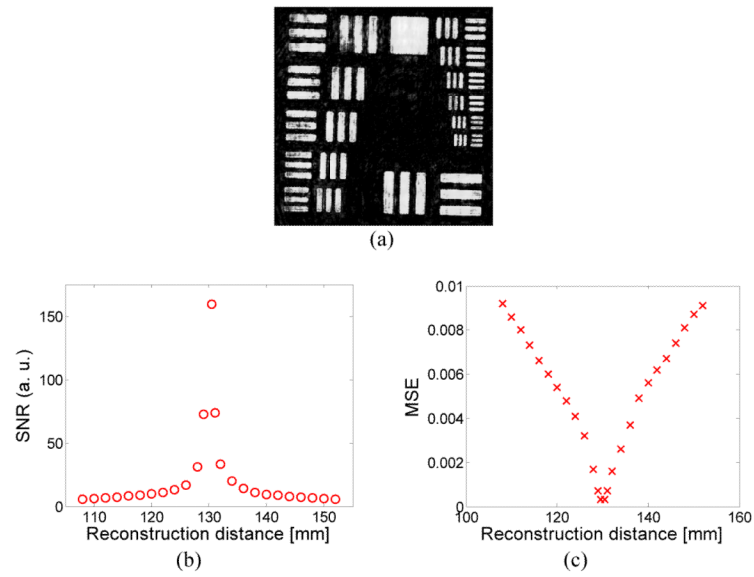 (a)
150
100
50
0
SNR (a. u.)
110 120 130 140 150
Reconstruction distance [mm]
(b)
0.01
0.008
0.006
0.004
0.002
0
MSE
100 120 140 160
Reconstruction distance [mm]
(c)